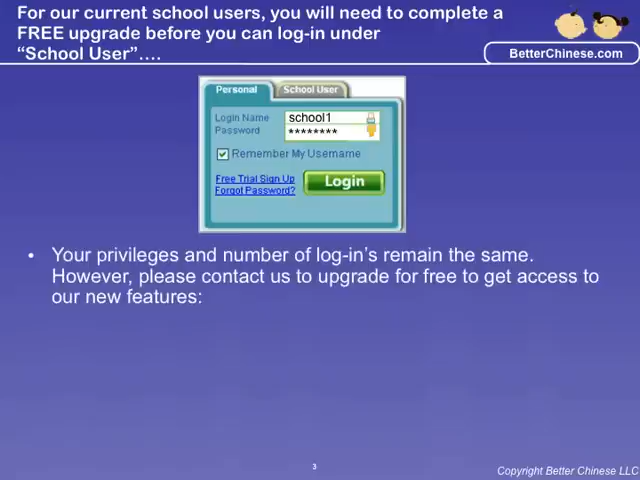 For our current school users, you will need to complete a
FREE upgrade before you can log-in under
“School User”….
BetterChinese.com
Personal
School User
Login Name
school1
Password
********
Remember My Username
Free Trial Sign Up
Forgot Password?
Login
• Your privileges and number of log-in’s remain the same.
However, please contact us to upgrade for free to get access to
our new features:
3
Copyright Better Chinese LLC